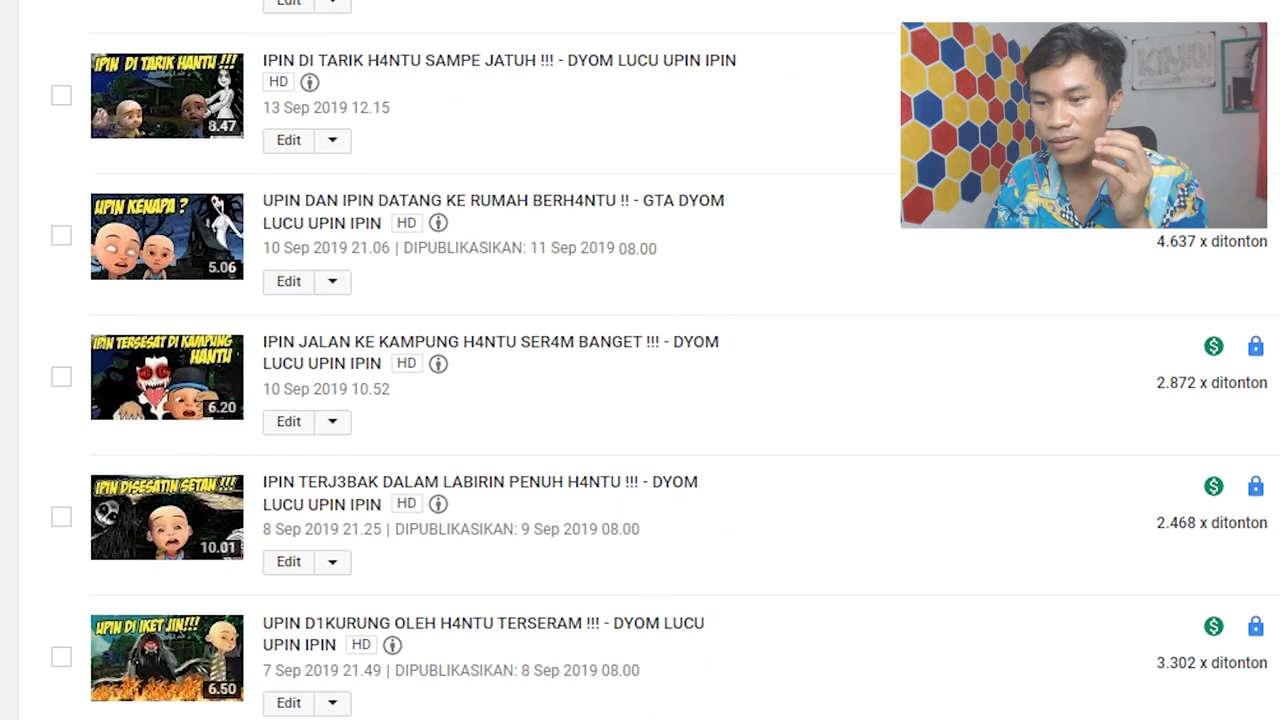 Edit
IPIN DI TARIK HANTU !!!
8.47
IPIN DI TARIK H4NTU SAMPE JATUH !!! - DYOM LUCU UPIN IPIN
HD
13 Sep 2019 12.15
Edit
KIMEN
UPIN KENAPA ?
5.06
UPIN DAN IPIN DATANG KE RUMAH BERH4NTU !! - GTA DYOM
LUCU UPIN IPIN HD
10 Sep 2019 21.06 | DIPUBLIKASIKAN: 11 Sep 2019 08.00
Edit
4.637 x ditonton
IPIN TERSESAT DI KAMPUNG
HANTU
6.20
IPIN JALAN KE KAMPUNG H4NTU SER4M BANGET !!! - DYOM
LUCU UPIN IPIN HD
10 Sep 2019 10.52
Edit
$
2.872 x ditonton
IPIN DISESATIN SETAN !!!
10.01
IPIN TERJ3BAK DALAM LABIRIN PENUH H4NTU !!! - DYOM
LUCU UPIN IPIN HD
8 Sep 2019 21.25 | DIPUBLIKASIKAN: 9 Sep 2019 08.00
Edit
$
2.468 x ditonton
UPIN DI IKET JIN!!!
6.50
UPIN D1KURUNG OLEH H4NTU TERSERAM !!! - DYOM LUCU
UPIN IPIN HD
7 Sep 2019 21.49 | DIPUBLIKASIKAN: 8 Sep 2019 08.00
Edit
$
3.302 x ditonton